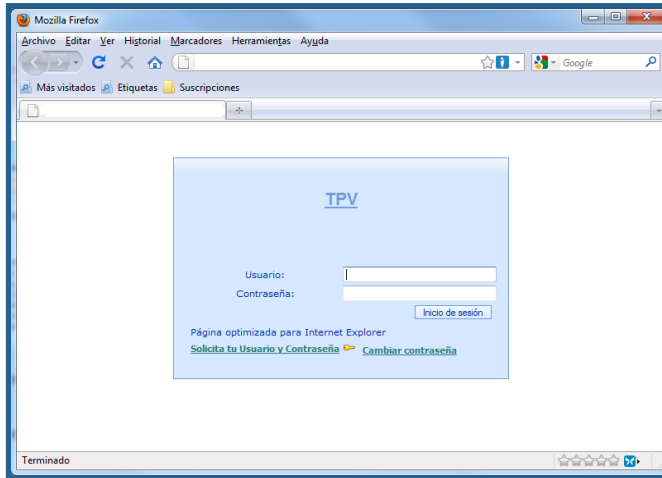 Mozilla Firefox
Archivo Editar Ver Historial Marcadores Herramientas Ayuda
Google
Más visitados Etiquetas Suscripciones
TPV
Usuario:
Contraseña:
Inicio de sesión
Página optimizada para Internet Explorer
Solicita tu Usuario y Contraseña Cambiar contraseña
Terminado